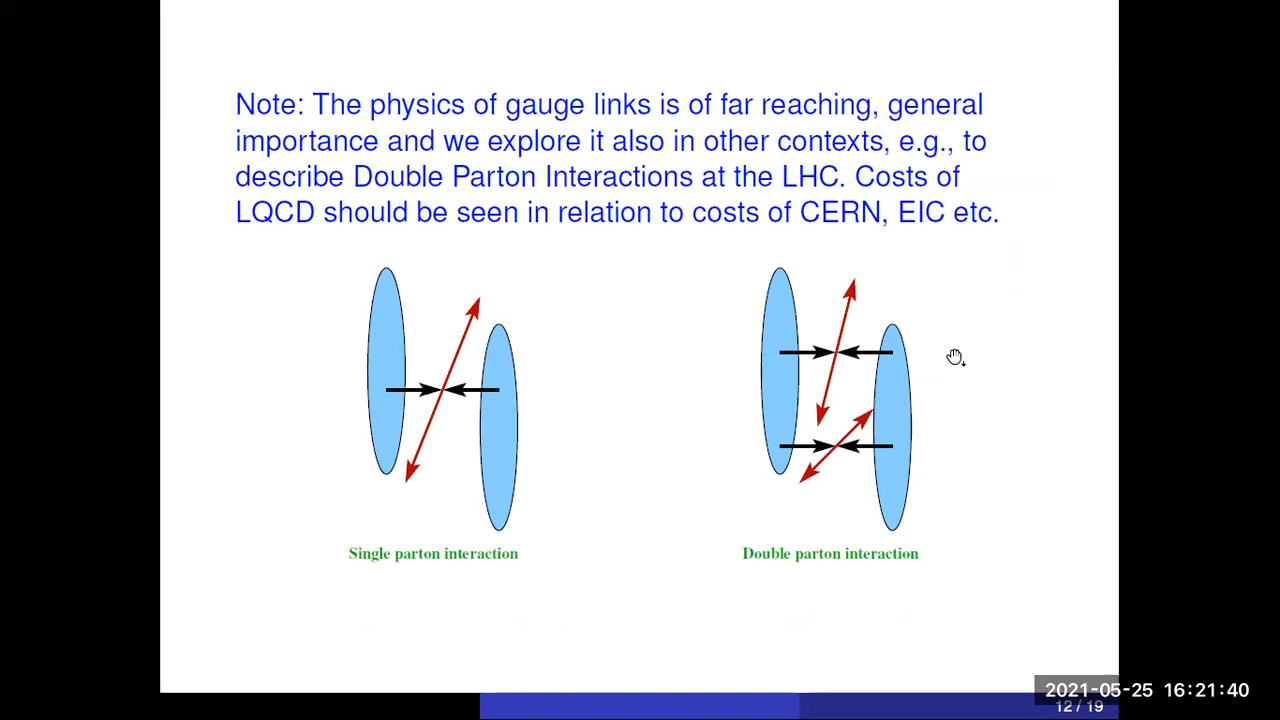 Note: The physics of gauge links is of far reaching, general
importance and we explore it also in other contexts, e.g., to
describe Double Parton Interactions at the LHC. Costs of
LQCD should be seen in relation to costs of CERN, EIC etc.
Single parton interaction
Double parton interaction
2021-05-25 16:21:40
12 / 19